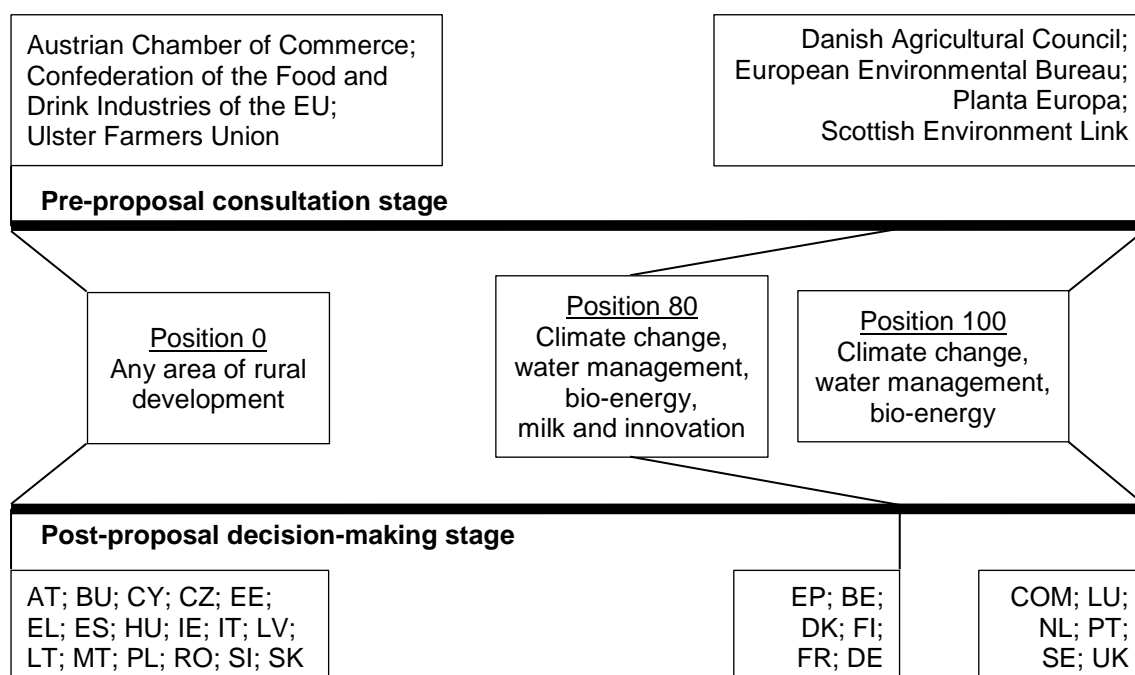 Austrian Chamber of Commerce;
Confederation of the Food and
Drink Industries of the EU;
Ulster Farmers Union
Danish Agricultural Council;
European Environmental Bureau;
Planta Europa;
Scottish Environment Link
Pre-proposal consultation stage
Position 0
Any area of rural
development
Position 80
Climate change,
water management,
bio-energy,
milk and innovation
Position 100
Climate change,
water management,
bio-energy
Post-proposal decision-making stage
AT; BU; CY; CZ; EE;
EL; ES; HU; IE; IT; LV;
LT; MT; PL; RO; SI; SK
EP; BE;
DK; FI;
FR; DE
COM; LU;
NL; PT;
SE; UK